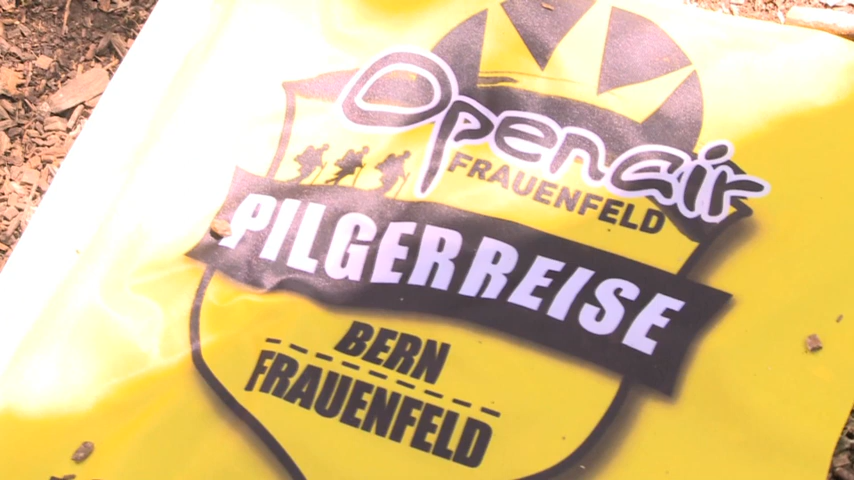 Openair
FRAUENFELD
PILGERREISE
BERN
FRAUENFELD